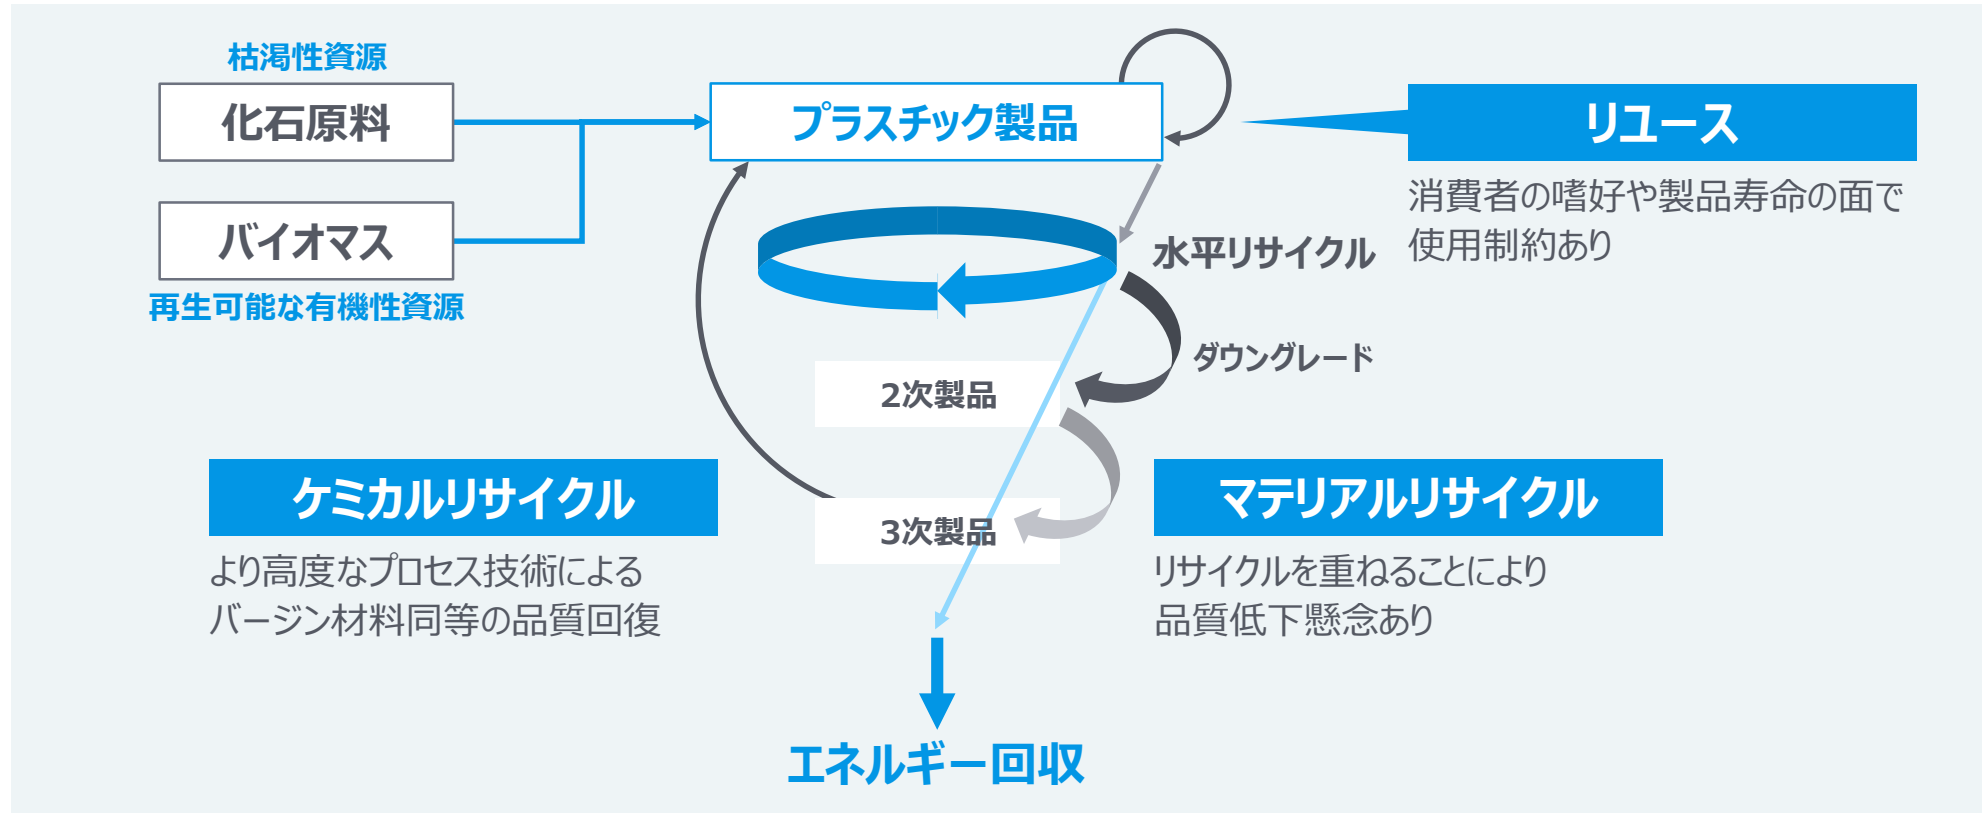 枯渇性資源
化石原料
バイオマス
再生可能な有機性資源
プラスチック製品
リユース
消費者の嗜好や製品寿命の面で
使用制約あり
水平リサイクル
ダウングレード
2次製品
3次製品
ケミカルリサイクル
より高度なプロセス技術による
バージン材料同等の品質回復
マテリアルリサイクル
リサイクルを重ねることにより
品質低下懸念あり
エネルギー回収